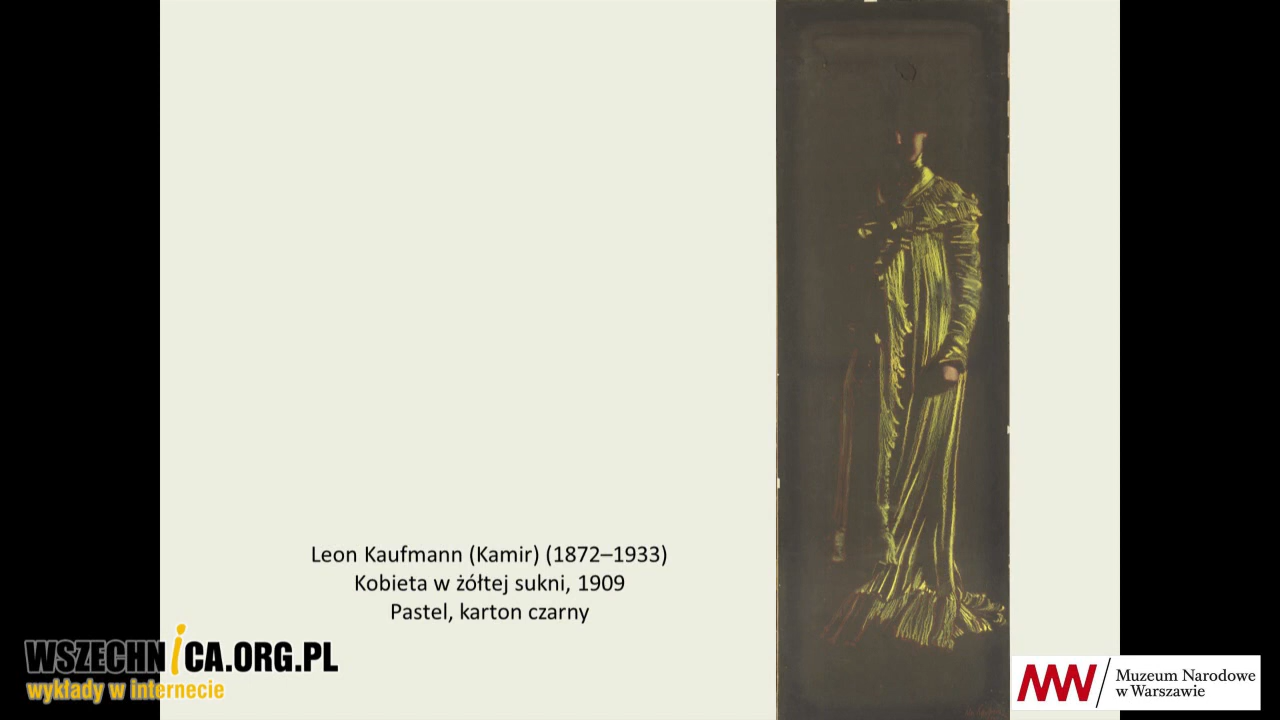 Leon Kaufmann (Kamir) (1872–1933)
Kobieta w żółtej sukni, 1909
Pastel, karton czarny
WSZECHNICA.ORG.PL
wykłady w internecie
Muzeum Narodowe
w Warszawie